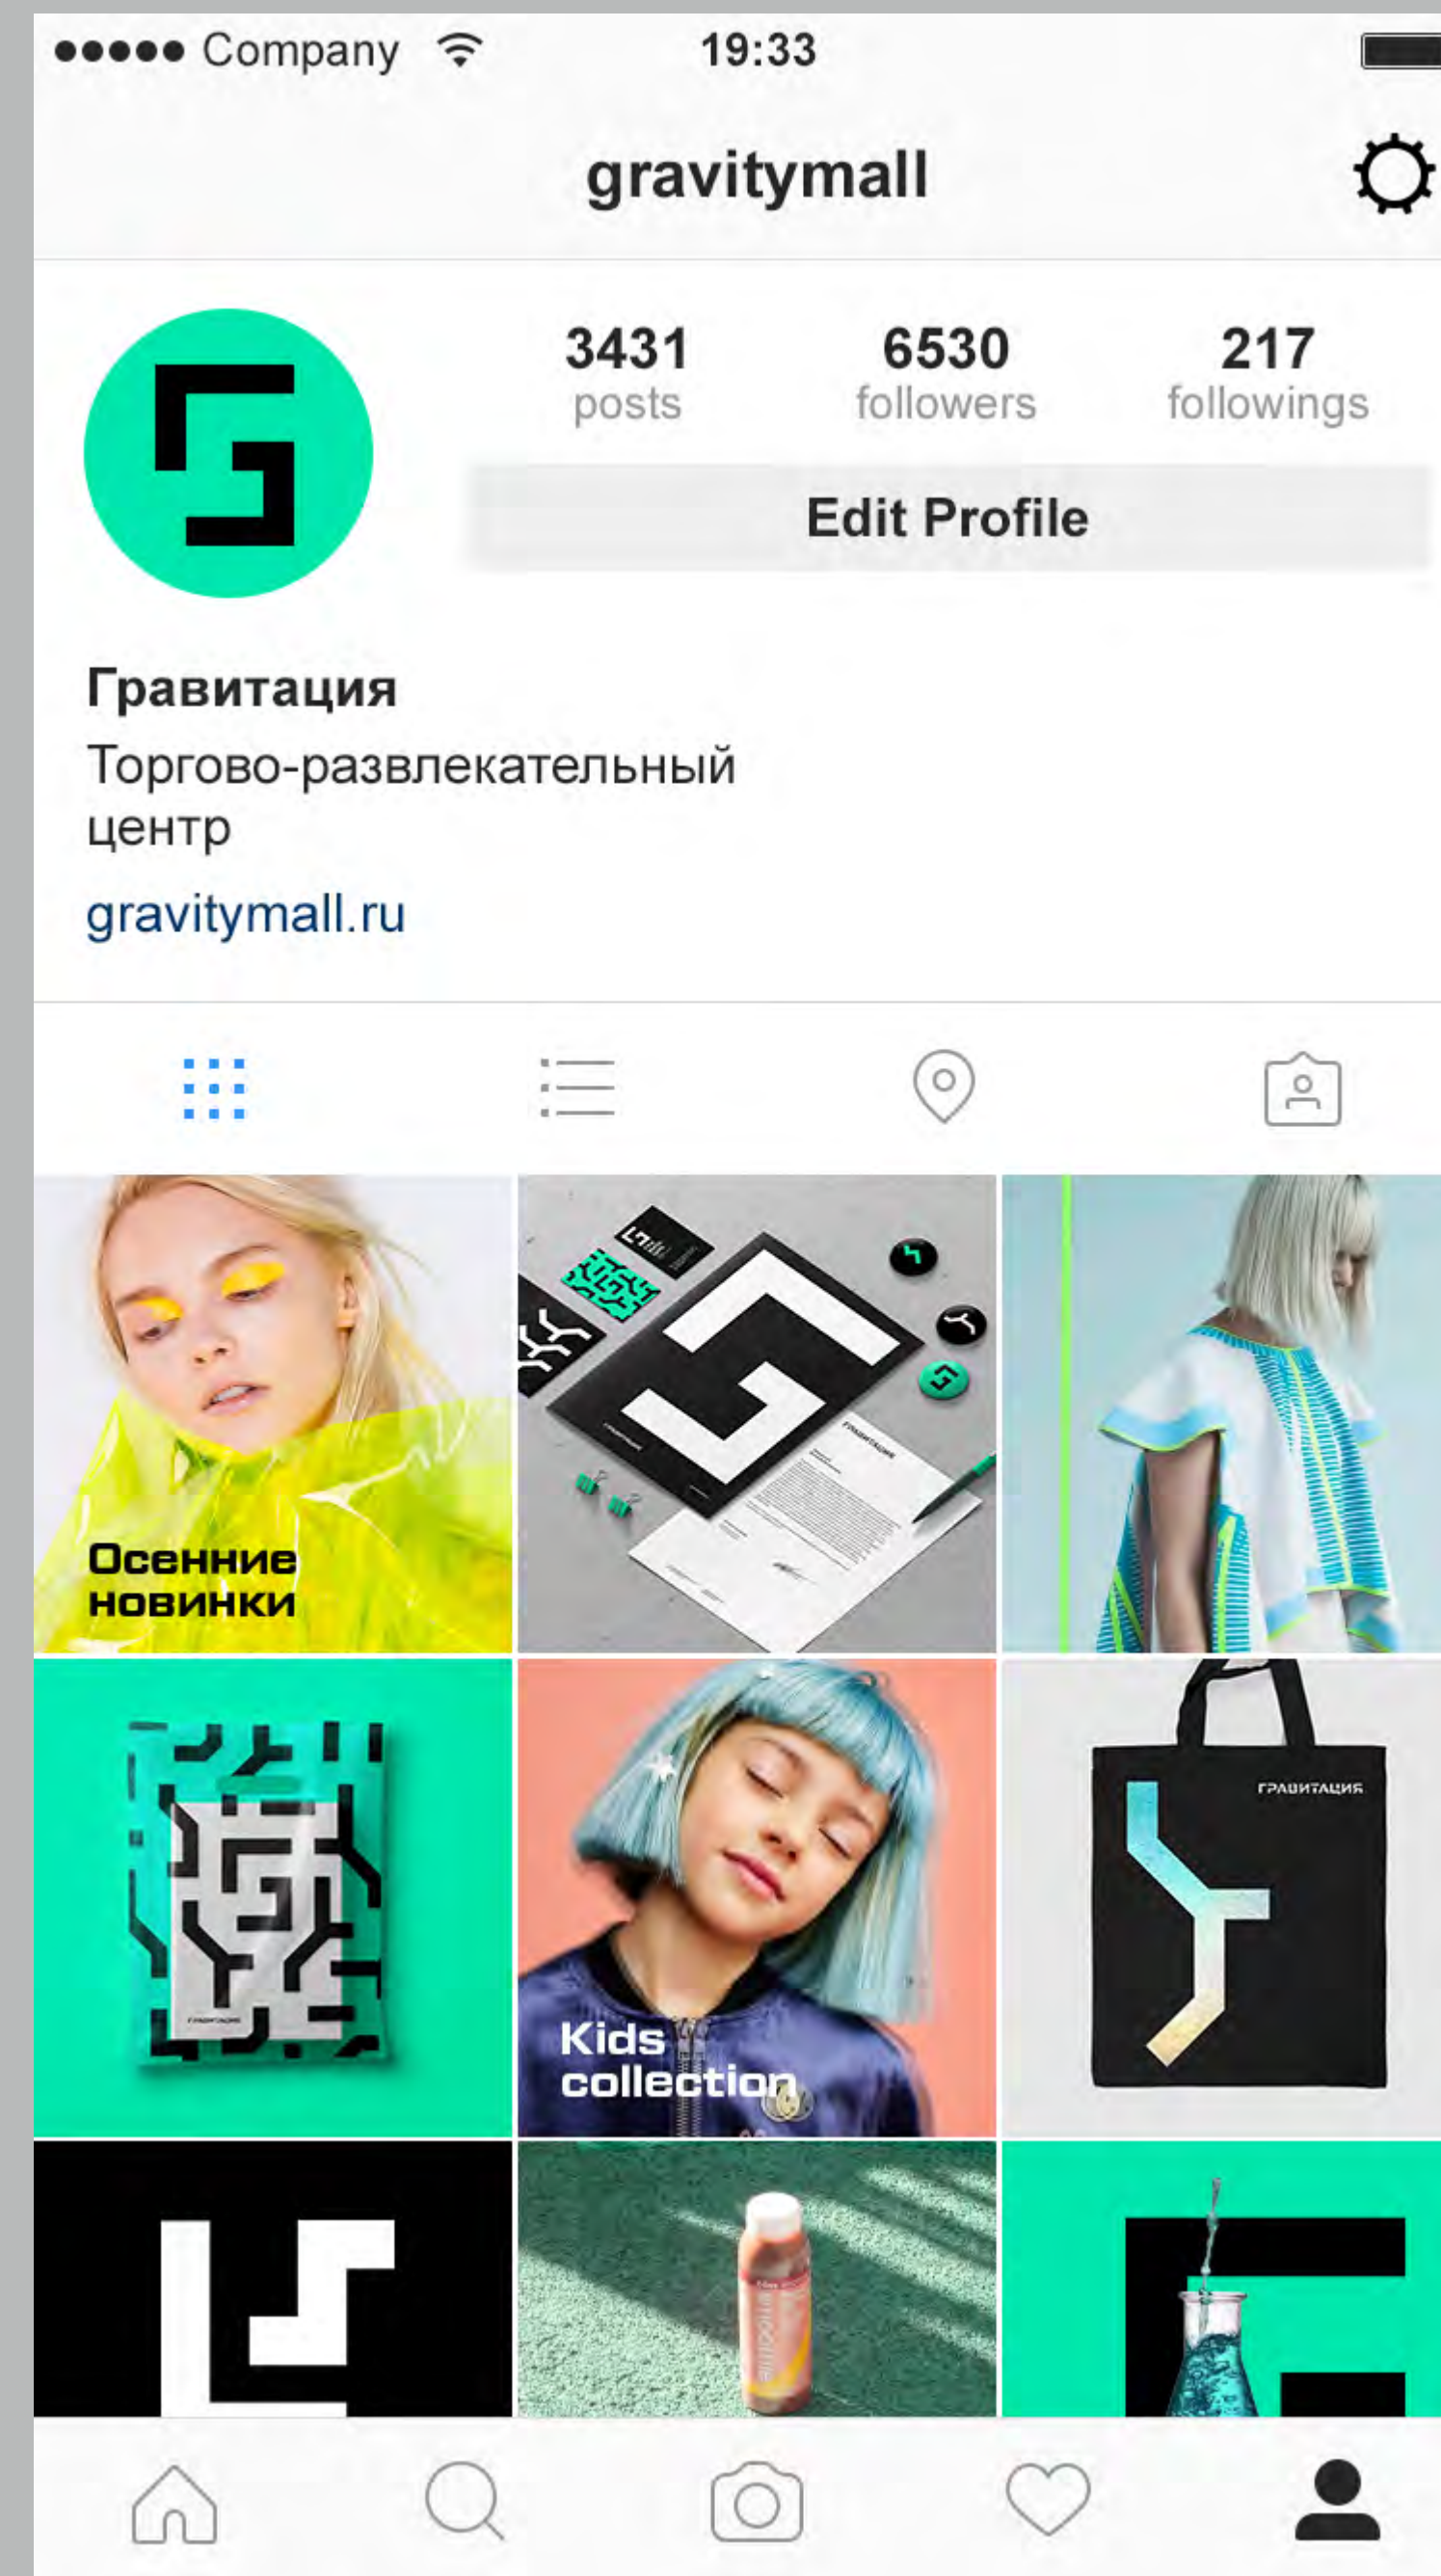 Company 19:33
gravitymall
3431 6530 217
posts followers followings
Edit Profile
Гравитация
Торгово-развлекательный
центр
gravitymall.ru
Осенние
новинки
ГРАВИТАЦИЯ
ГРАВИТАЦИЯ
Kids
collection